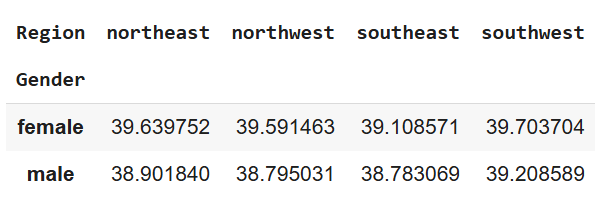 Region northeast northwest southeast southwest
Gender
female 39.639752 39.591463 39.108571 39.703704
male 38.901840 38.795031 38.783069 39.208589